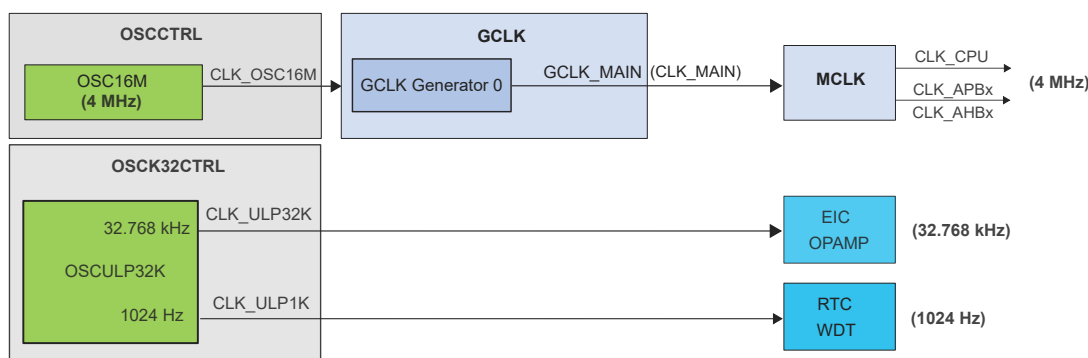 OSCCTRL
OSC16M
(4 MHz)
CLK_OSC16M
GCLK
GCLK Generator 0
GCLK_MAIN (CLK_MAIN)
MCLK
CLK_CPU
CLK_APBx
CLK_AHBx
(4 MHz)
OSCK32CTRL
32.768 kHz
OSCULP32K
1024 Hz
CLK_ULP32K
EIC
OPAMP
(32.768 kHz)
CLK_ULP1K
RTC
WDT
(1024 Hz)